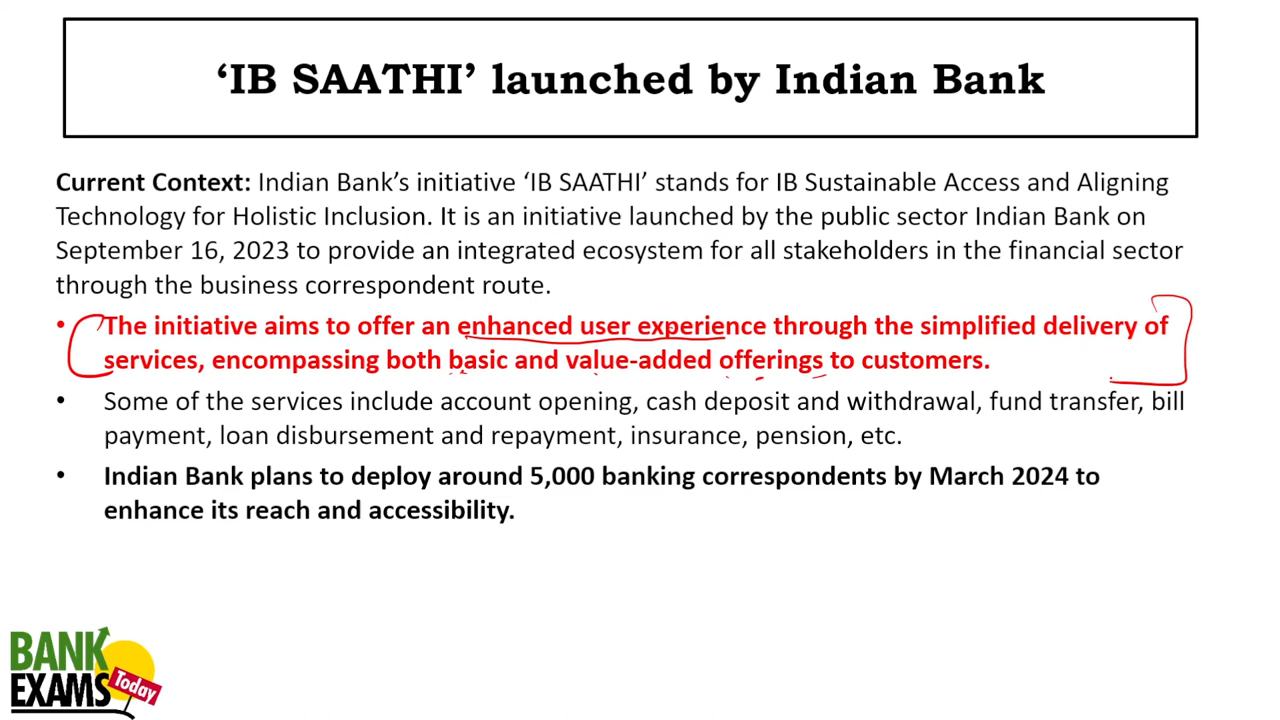 ‘IB SAATHI’ launched by Indian Bank
Current Context: Indian Bank’s initiative ‘IB SAATHI’ stands for IB Sustainable Access and Aligning
Technology for Holistic Inclusion. It is an initiative launched by the public sector Indian Bank on
September 16, 2023 to provide an integrated ecosystem for all stakeholders in the financial sector
through the business correspondent route.
• The initiative aims to offer an enhanced user experience through the simplified delivery of
services, encompassing both basic and value-added offerings to customers.
• Some of the services include account opening, cash deposit and withdrawal, fund transfer, bill
payment, loan disbursement and repayment, insurance, pension, etc.
• Indian Bank plans to deploy around 5,000 banking correspondents by March 2024 to
enhance its reach and accessibility.
BANK
EXAMS Today